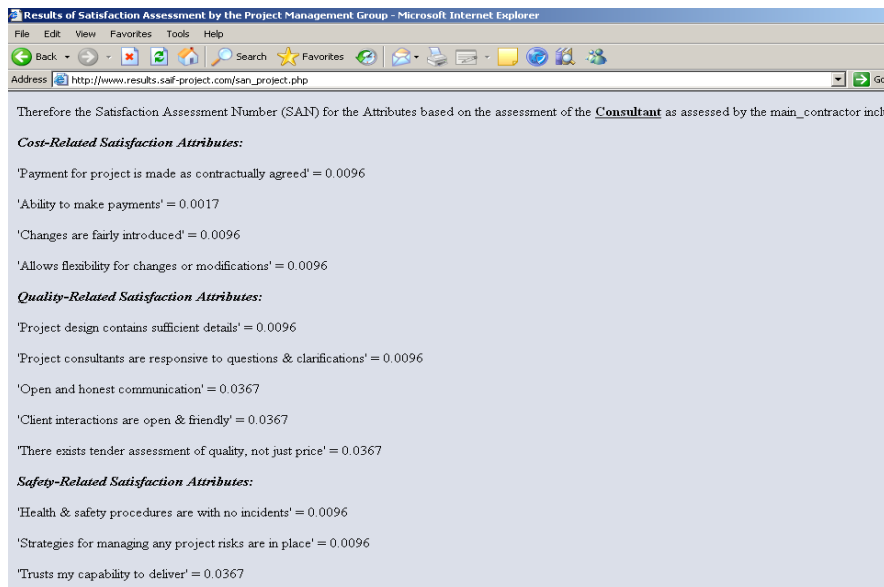 Results of Satisfaction Assessment by the Project Management Group - Microsoft Internet Explorer
File Edit View Favorites Tools Help
Back Search Favorites
Address http://www.results.saif-project.com/san_project.php Go
Therefore the Satisfaction Assessment Number (SAN) for the Attributes based on the assessment of the Consultant as assessed by the main_contractor incl
Cost-Related Satisfaction Attributes:
'Payment for project is made as contractually agreed' = 0.0096
'Ability to make payments' = 0.0017
'Changes are fairly introduced' = 0.0096
'Allows flexibility for changes or modifications' = 0.0096
Quality-Related Satisfaction Attributes:
'Project design contains sufficient details' = 0.0096
'Project consultants are responsive to questions & clarifications' = 0.0096
'Open and honest communication' = 0.0367
'Client interactions are open & friendly' = 0.0367
'There exists tender assessment of quality, not just price' = 0.0367
Safety-Related Satisfaction Attributes:
'Health & safety procedures are with no incidents' = 0.0096
'Strategies for managing any project risks are in place' = 0.0096
'Trusts my capability to deliver' = 0.0367